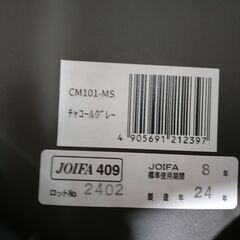 CM101-MS
チャコールグレー
4 905691 212397
JOIFA 409
ロットNo. 2402
JOIFA
標準使用期間 8 年
製造年 24 年